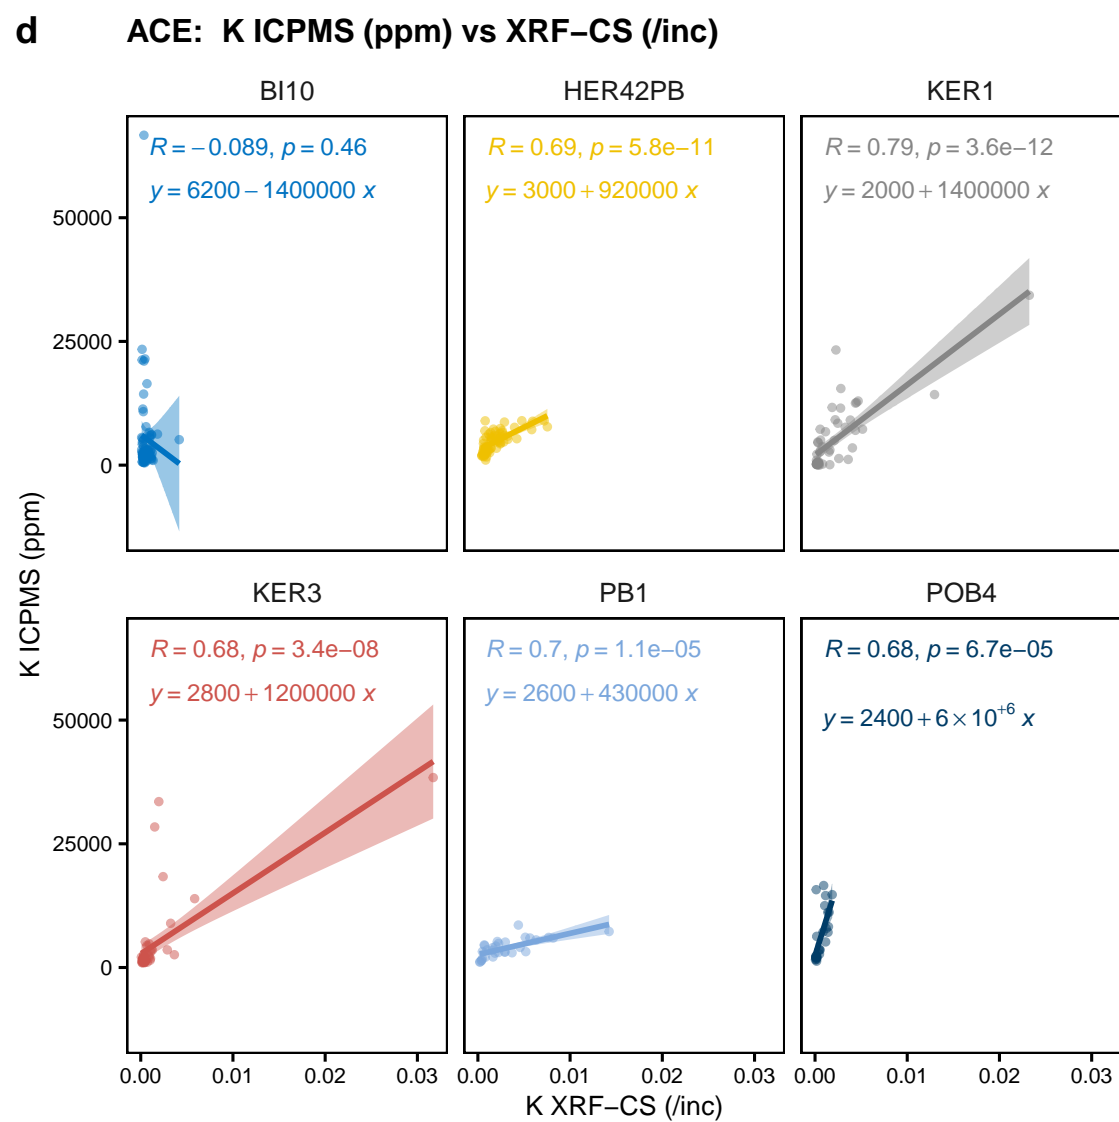 d ACE: K ICPMS (ppm) vs XRF−CS (/inc)
BI10 HER42PB KER1
R = −0.089, p = 0.46 R = 0.69, p = 5.8e−11 R = 0.79, p = 3.6e−12
y = 6200 − 1400000 x y = 3000 + 920000 x y = 2000 + 1400000 x
50000
25000
0
K ICPMS (ppm)
KER3 PB1 POB4
R = 0.68, p = 3.4e−08 R = 0.7, p = 1.1e−05 R = 0.68, p = 6.7e−05
y = 2800 + 1200000 x y = 2600 + 430000 x y = 2400 + 6 × 10⁺⁶ x
50000
25000
0
0.00 0.01 0.02 0.03 0.00 0.01 0.02 0.03 0.00 0.01 0.02 0.03
K XRF−CS (/inc)